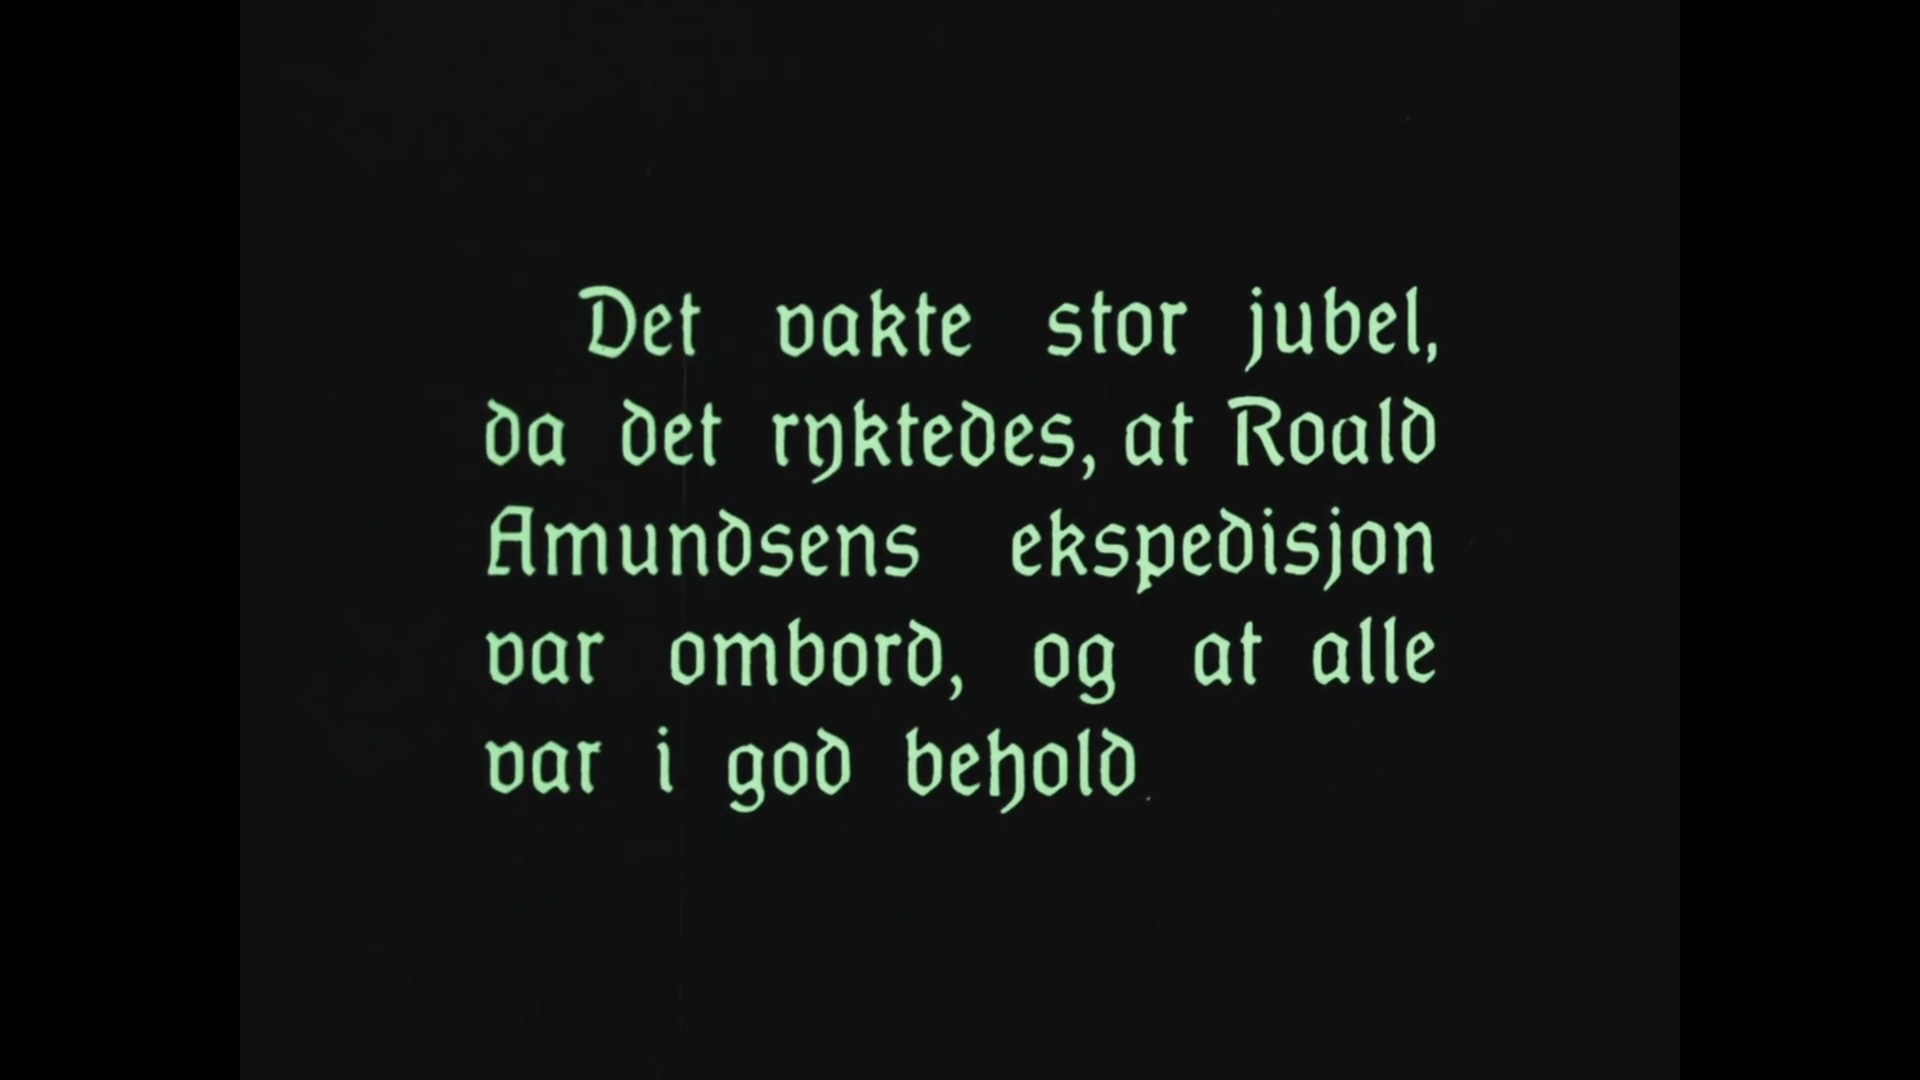 Det vakte stor jubel,
da det ryktedes, at Roald
Amundsens ekspedisjon
var ombord, og at alle
var i god behold